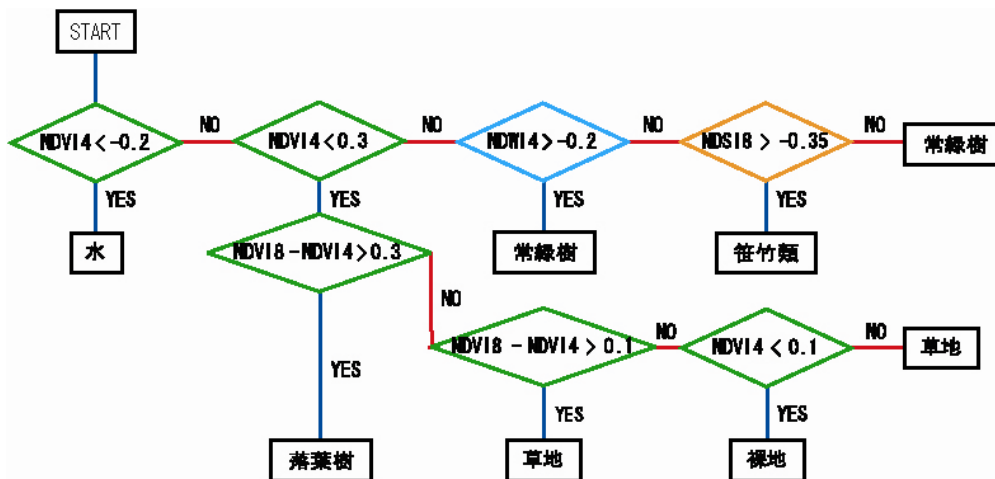 START
NDVI4<-0.2
NO
NDVI4<0.3
NO
NDWI4>-0.2
NO
NDSI8 > -0.35
NO
常緑樹
YES
YES
YES
YES
水
NDVI8-NDVI4>0.3
常緑樹
笹竹類
NO
NDVI8 - NDVI4 > 0.1
NO
NDVI4 < 0.1
NO
草地
YES
YES
YES
落葉樹
草地
裸地